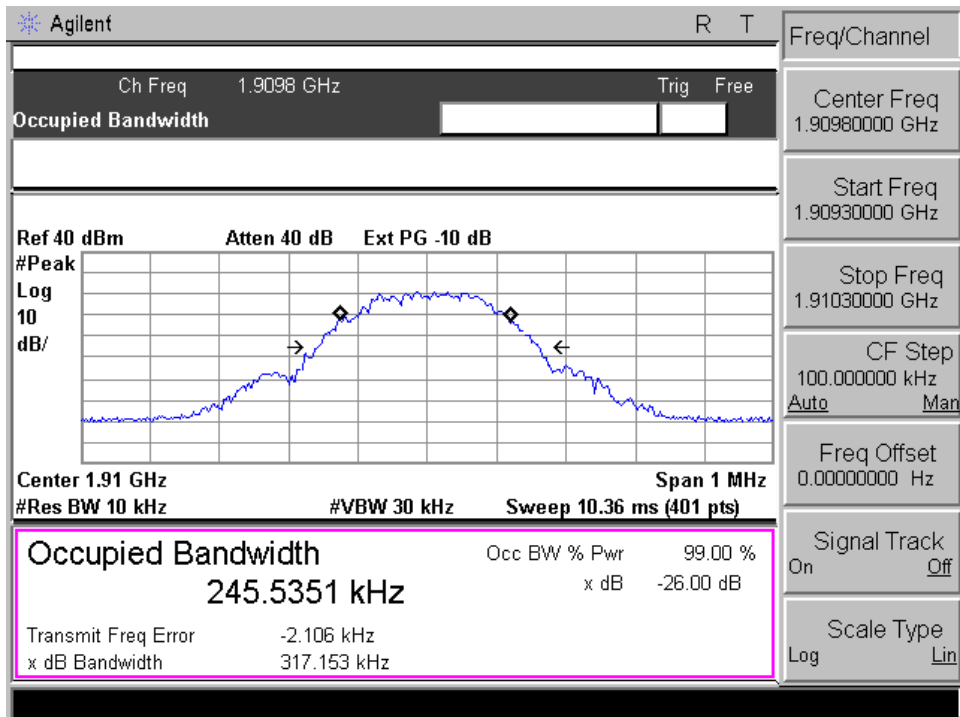 Agilent R T
Ch Freq 1.9098 GHz Trig Free
Occupied Bandwidth
Ref 40 dBm Atten 40 dB Ext PG -10 dB
#Peak
Log
10
dB/
Center 1.91 GHz Span 1 MHz
#Res BW 10 kHz #VBW 30 kHz Sweep 10.36 ms (401 pts)
Occupied Bandwidth Occ BW % Pwr 99.00 %
245.5351 kHz x dB -26.00 dB
Transmit Freq Error -2.106 kHz
x dB Bandwidth 317.153 kHz
Freq/Channel
Center Freq
1.90980000 GHz
Start Freq
1.90930000 GHz
Stop Freq
1.91030000 GHz
CF Step
100.000000 kHz
Auto Man
Freq Offset
0.00000000 Hz
Signal Track
On Off
Scale Type
Log Lin